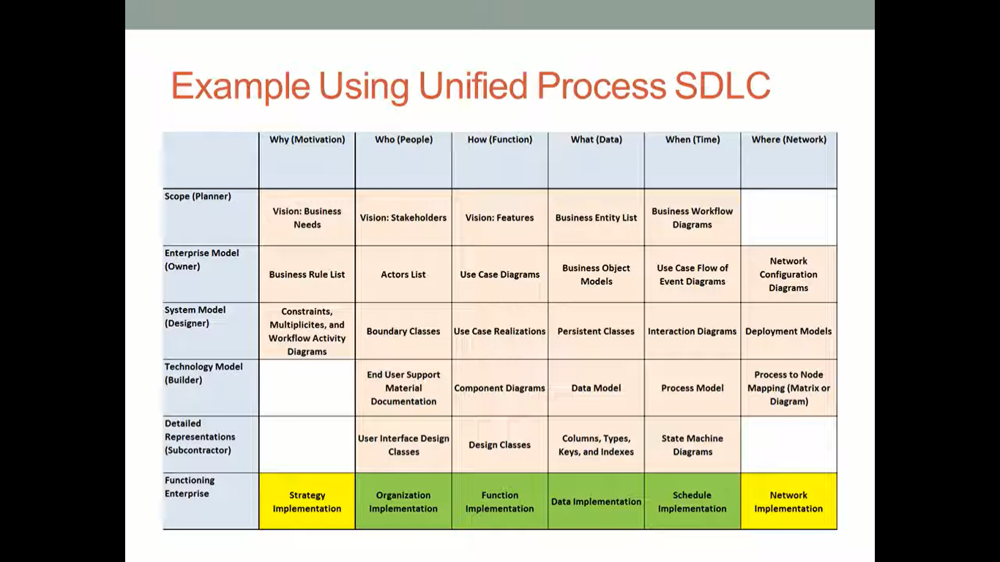 Example Using Unified Process SDLC
Why (Motivation)
Who (People)
How (Function)
What (Data)
When (Time)
Where (Network)
Scope (Planner)
Vision: Business
Needs
Vision: Stakeholders
Vision: Features
Business Entity List
Business Workflow
Diagrams
Enterprise Model
(Owner)
Business Rule List
Actors List
Use Case Diagrams
Business Object
Models
Use Case Flow of
Event Diagrams
Network
Configuration
Diagrams
System Model
(Designer)
Constraints,
Multiplicites, and
Workflow Activity
Diagrams
Boundary Classes
Use Case Realizations
Persistent Classes
Interaction Diagrams
Deployment Models
Technology Model
(Builder)
End User Support
Material
Documentation
Component Diagrams
Data Model
Process Model
Process to Node
Mapping (Matrix or
Diagram)
Detailed
Representations
(Subcontractor)
User Interface Design
Classes
Design Classes
Columns, Types,
Keys, and Indexes
State Machine
Diagrams
Functioning
Enterprise
Strategy
Implementation
Organization
Implementation
Function
Implementation
Data Implementation
Schedule
Implementation
Network
Implementation